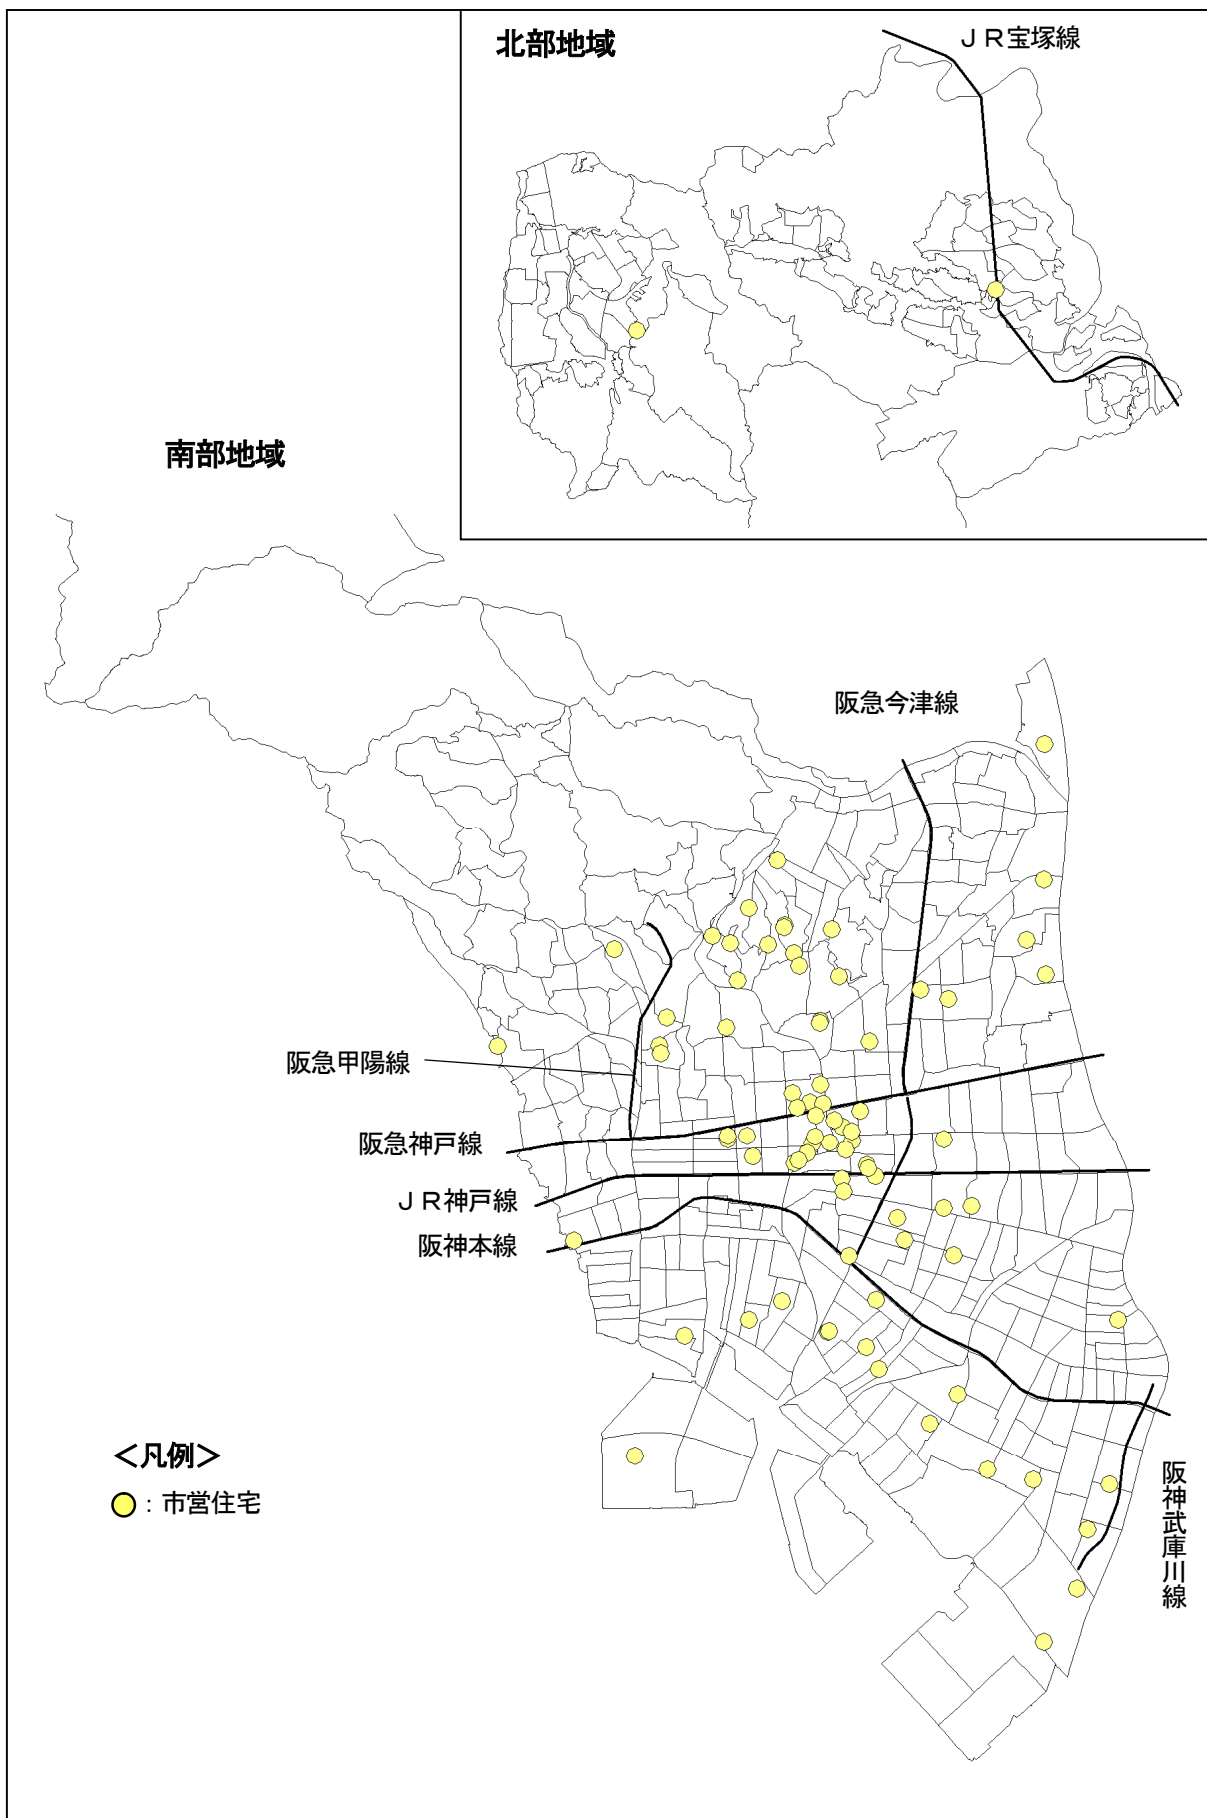 北部地域
ＪＲ宝塚線
南部地域
阪急今津線
阪急甲陽線
阪急神戸線
ＪＲ神戸線
阪神本線
＜凡例＞
：市営住宅
阪神武庫川線